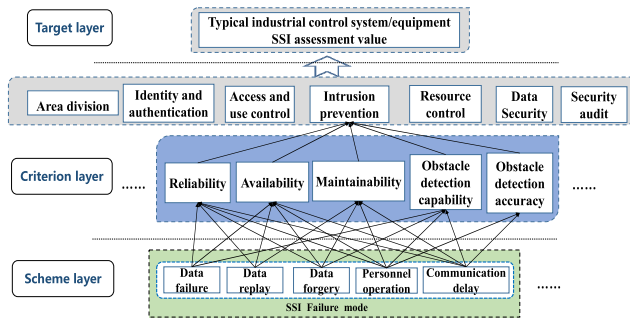 Target layer
Typical industrial control system/equipment
SSI assessment value
Area division
Identity and
authentication
Access and
use control
Intrusion
prevention
Resource
control
Data
Security
Security
audit
Criterion layer
......
Reliability
Availability
Maintainability
Obstacle
detection
capability
Obstacle
detection
accuracy
......
Scheme layer
Data
failure
Data
replay
Data
forgery
Personnel
operation
Communication
delay
......
SSI Failure mode